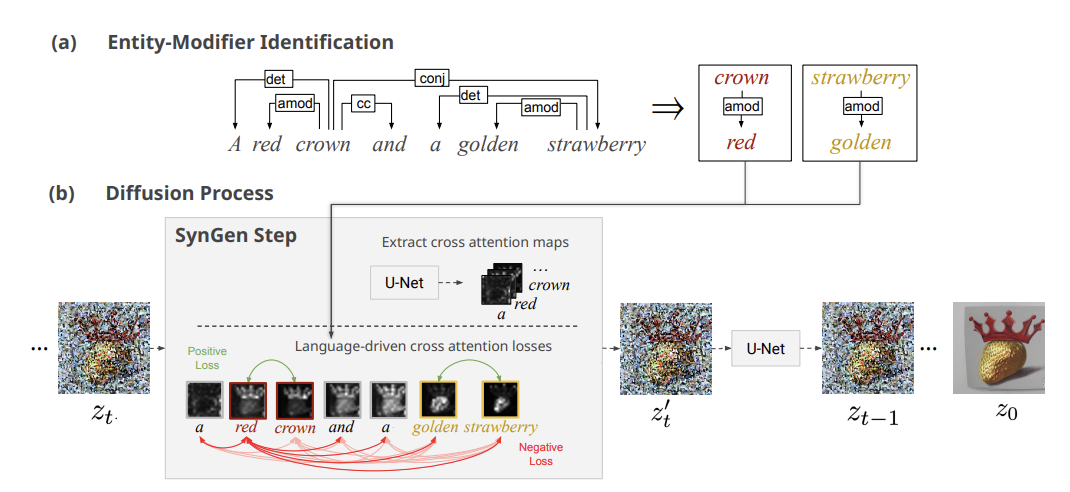 (a) Entity-Modifier Identification
det conj
amod cc det amod
A red crown and a golden strawberry
⇒
crown strawberry
amod amod
red golden
(b) Diffusion Process
SynGen Step
Extract cross attention maps
U-Net
...
crown
red
a
Language-driven cross attention losses
Positive
Loss
a red crown and a golden strawberry
Negative
Loss
... U-Net ...
z_t z'_t z_{t-1} z_0